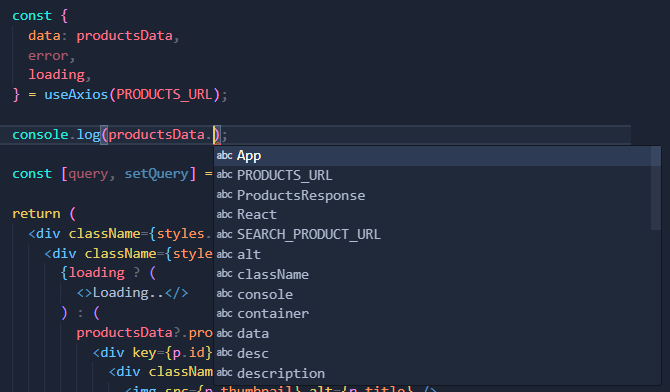 const {
data: productsData,
error,
loading,
} = useAxios(PRODUCTS_URL);
console.log(productsData.);
abc App
const [query, setQuery] =
abc PRODUCTS_URL
abc ProductsResponse
return (
abc React
<div className={styles.
abc SEARCH_PRODUCT_URL
<div className={style
abc alt
{loading ? (
abc className
<>Loading..</>
abc console
) : (
abc container
productsData?.pro
abc data
<div key={p.id}
abc desc
<div classNam
abc description
<img src={p.thumbnail} alt={p.title} />